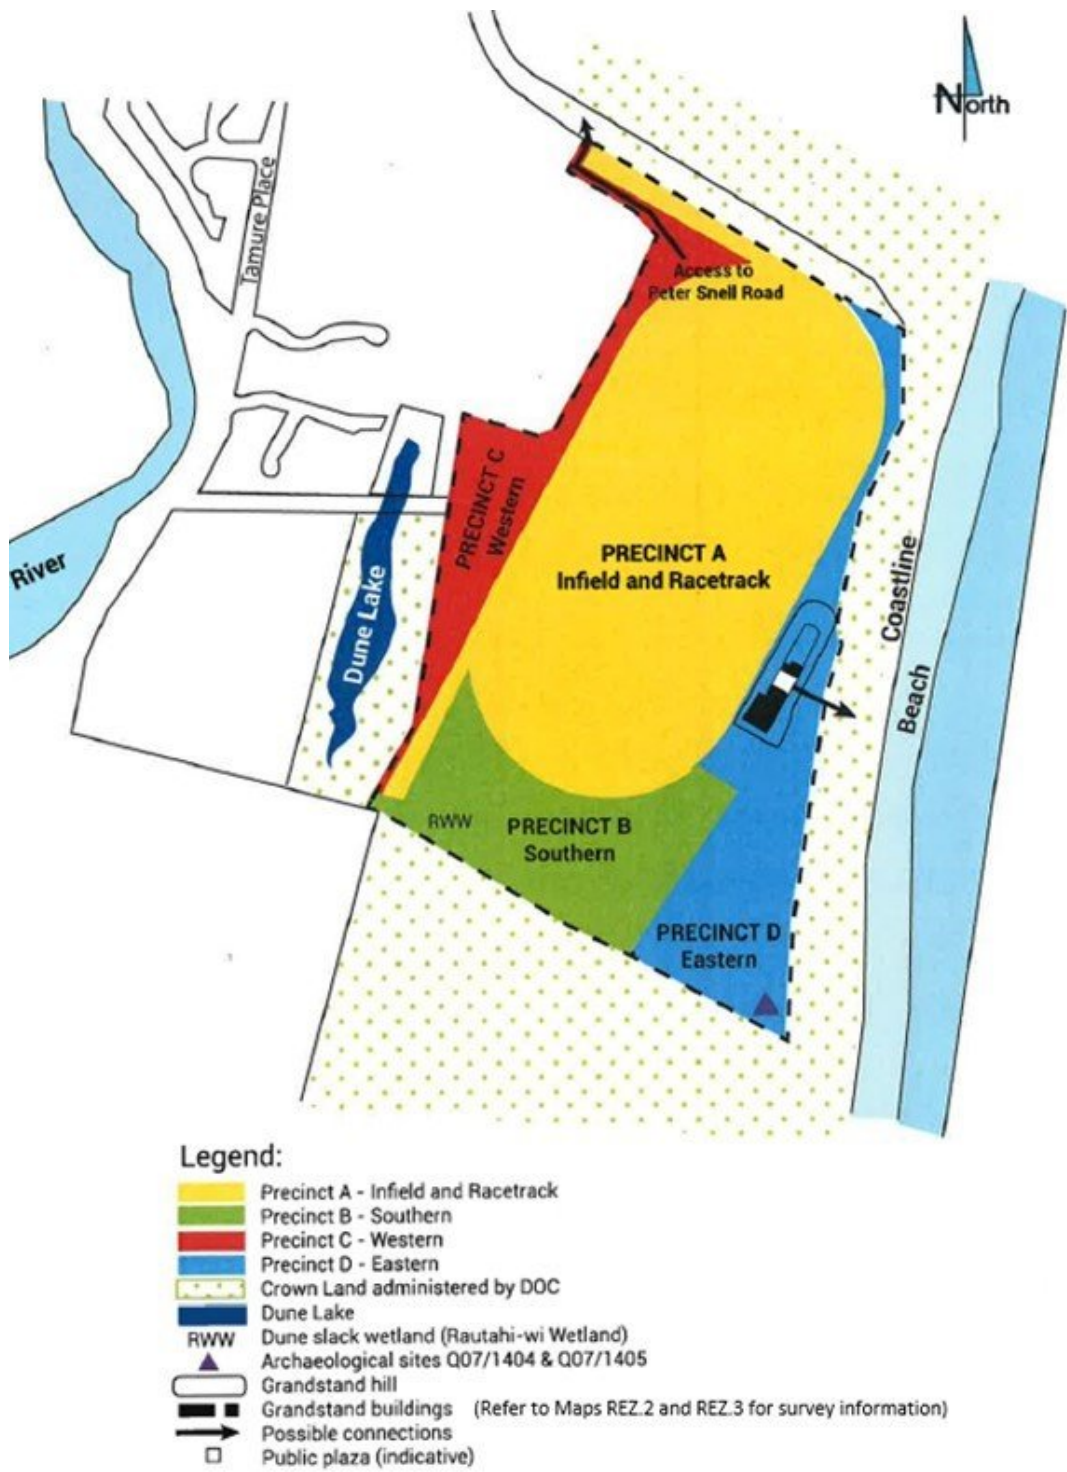 North
Tamure Place
Access to
Peter Snell Road
PRECINCT C
Western
PRECINCT A
Infield and Racetrack
River
Dune Lake
Coastline
Beach
RWW
PRECINCT B
Southern
PRECINCT D
Eastern
Legend:
Precinct A - Infield and Racetrack
Precinct B - Southern
Precinct C - Western
Precinct D - Eastern
Crown Land administered by DOC
Dune Lake
RWW Dune slack wetland (Rautahi-wi Wetland)
Archaeological sites Q07/1404 & Q07/1405
Grandstand hill
Grandstand buildings (Refer to Maps REZ.2 and REZ.3 for survey information)
Possible connections
Public plaza (indicative)